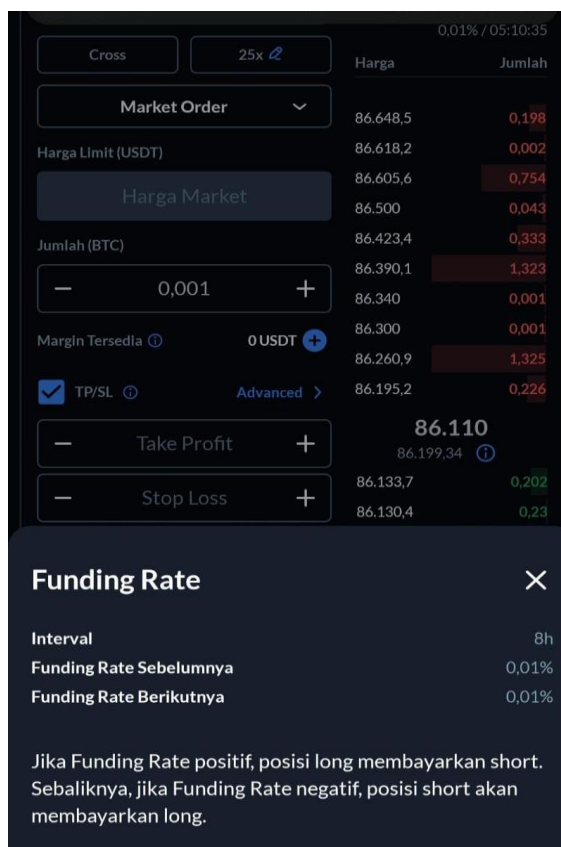 0,01% / 05:10:35
Cross
25x
Harga
Jumlah
Market Order
Harga Limit (USDT)
Harga Market
Jumlah (BTC)
− 0,001 +
Margin Tersedia
0 USDT
TP/SL
Advanced >
− Take Profit +
− Stop Loss +
86.648,5 0,198
86.618,2 0,002
86.605,6 0,754
86.500 0,043
86.423,4 0,333
86.390,1 1,323
86.340 0,001
86.300 0,001
86.260,9 1,325
86.195,2 0,226
86.110
86.199,34
86.133,7 0,202
86.130,4 0,23
Funding Rate
Interval 8h
Funding Rate Sebelumnya 0,01%
Funding Rate Berikutnya 0,01%
Jika Funding Rate positif, posisi long membayarkan short.
Sebaliknya, jika Funding Rate negatif, posisi short akan
membayarkan long.